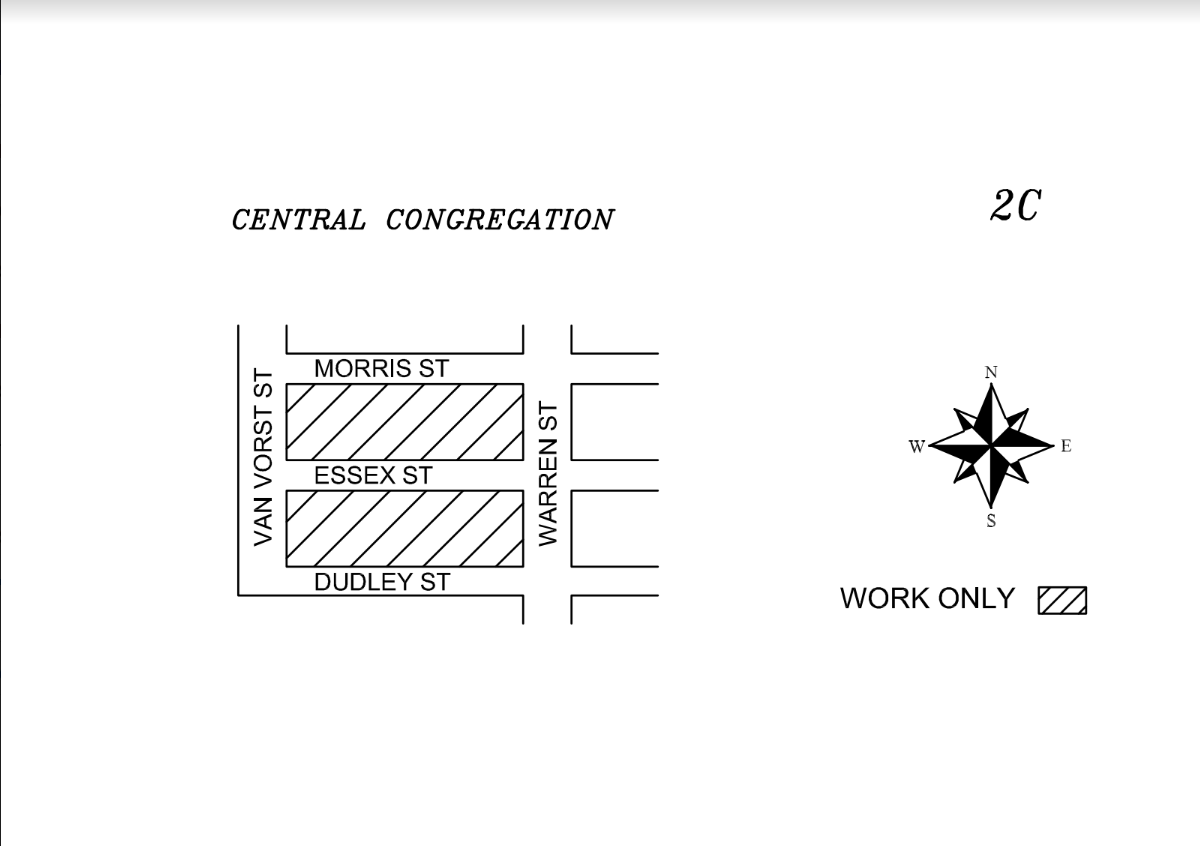 CENTRAL CONGREGATION
2C
MORRIS ST
VAN VORST ST
WARREN ST
ESSEX ST
DUDLEY ST
N
W
E
S
WORK ONLY